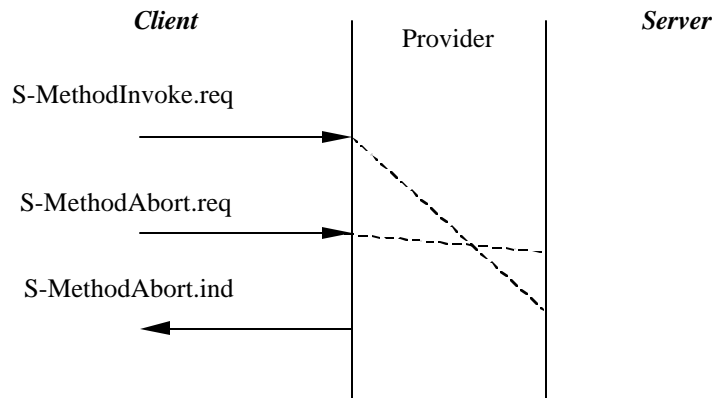 Client
Provider
Server
S-MethodInvoke.req
S-MethodAbort.req
S-MethodAbort.ind